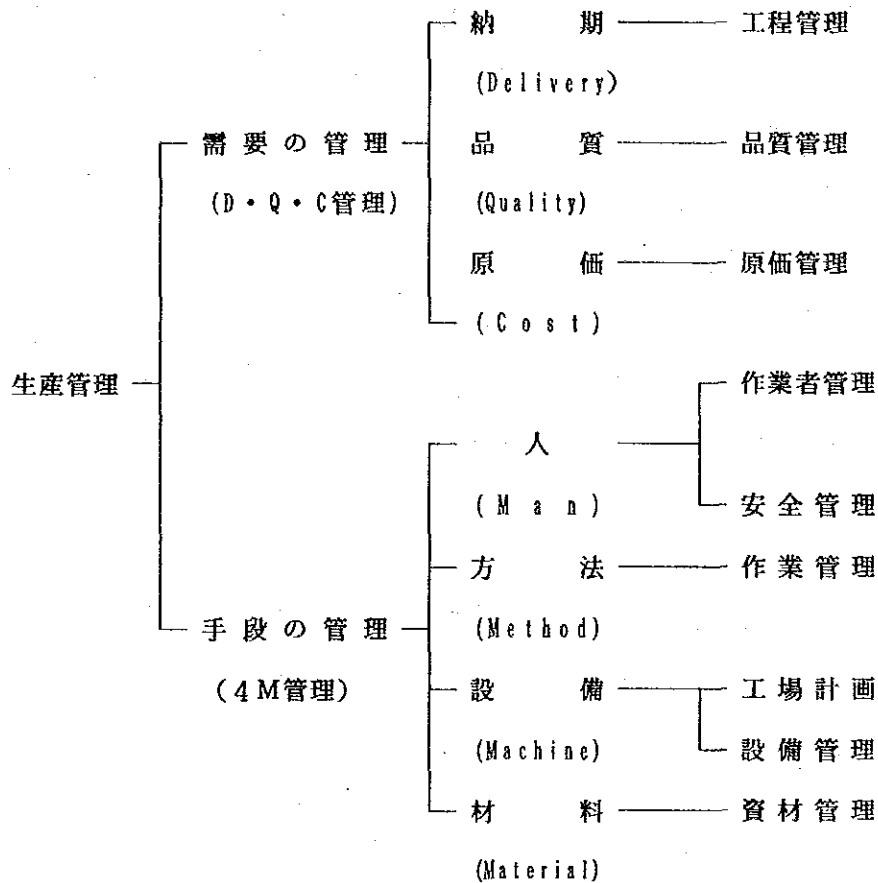 納期 工程管理
(Delivery)
需要の管理 品質 品質管理
(D・Q・C管理) (Quality)
原価 原価管理
(Cost)
生産管理 作業者管理
人
(Man) 安全管理
方法 作業管理
手段の管理 (Method)
(4M管理) 設備 工場計画
(Machine) 設備管理
材料 資材管理
(Material)